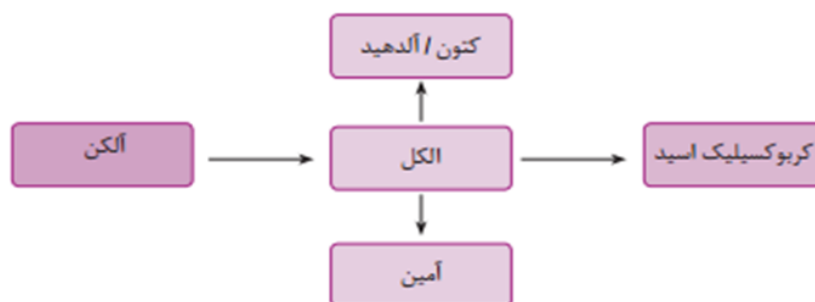 کتون / آلدهید
آلکن
الکل
کربوکسیلیک اسید
آمین